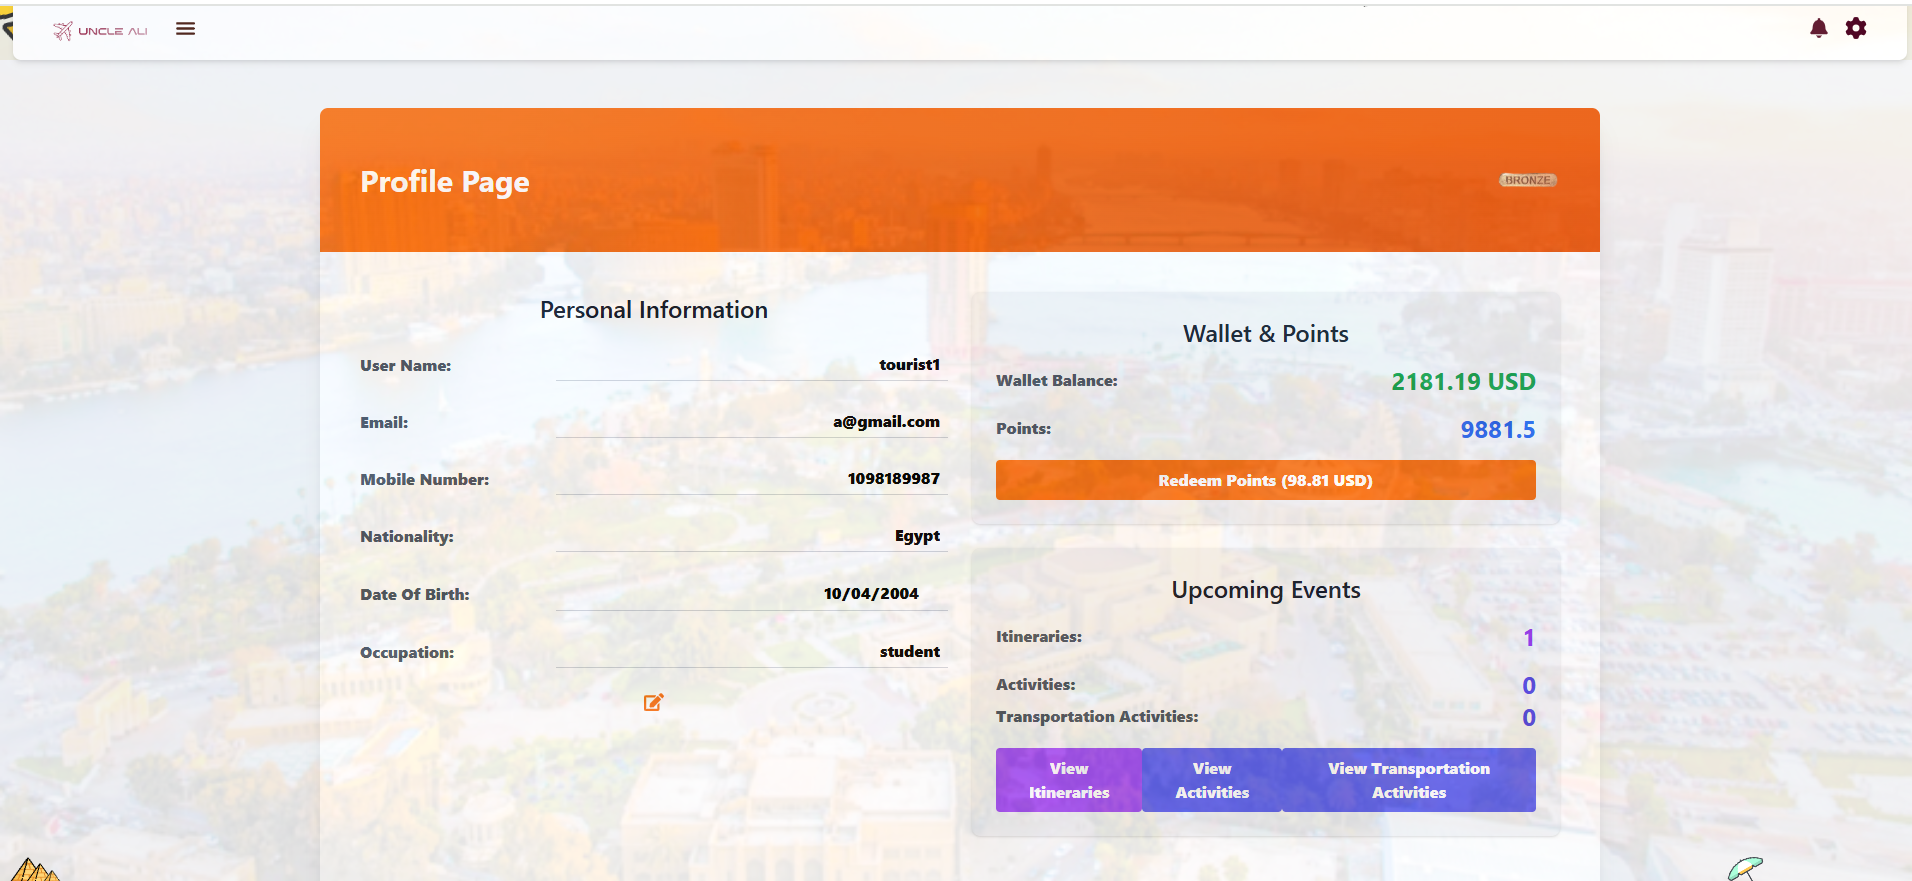 UNCLE ALI
Profile Page
BRONZE
Personal Information
User Name: tourist1
Email: a@gmail.com
Mobile Number: 1098189987
Nationality: Egypt
Date Of Birth: 10/04/2004
Occupation: student
Wallet & Points
Wallet Balance: 2181.19 USD
Points: 9881.5
Redeem Points (98.81 USD)
Upcoming Events
Itineraries: 1
Activities: 0
Transportation Activities: 0
View
Itineraries
View
Activities
View Transportation
Activities